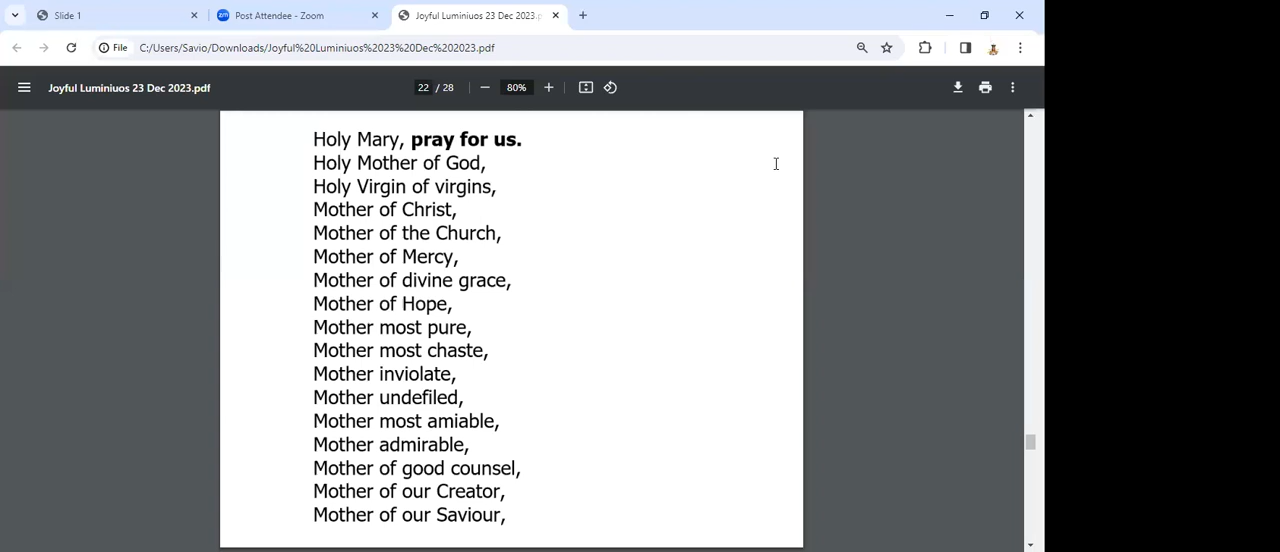 Slide 1
Post Attendee - Zoom
Joyful Luminiuos 23 Dec 2023.p
File C:/Users/Savio/Downloads/Joyful%20Luminiuos%2023%20Dec%202023.pdf
Joyful Luminiuos 23 Dec 2023.pdf
22 / 28
80%
Holy Mary, pray for us.
Holy Mother of God,
Holy Virgin of virgins,
Mother of Christ,
Mother of the Church,
Mother of Mercy,
Mother of divine grace,
Mother of Hope,
Mother most pure,
Mother most chaste,
Mother inviolate,
Mother undefiled,
Mother most amiable,
Mother admirable,
Mother of good counsel,
Mother of our Creator,
Mother of our Saviour,